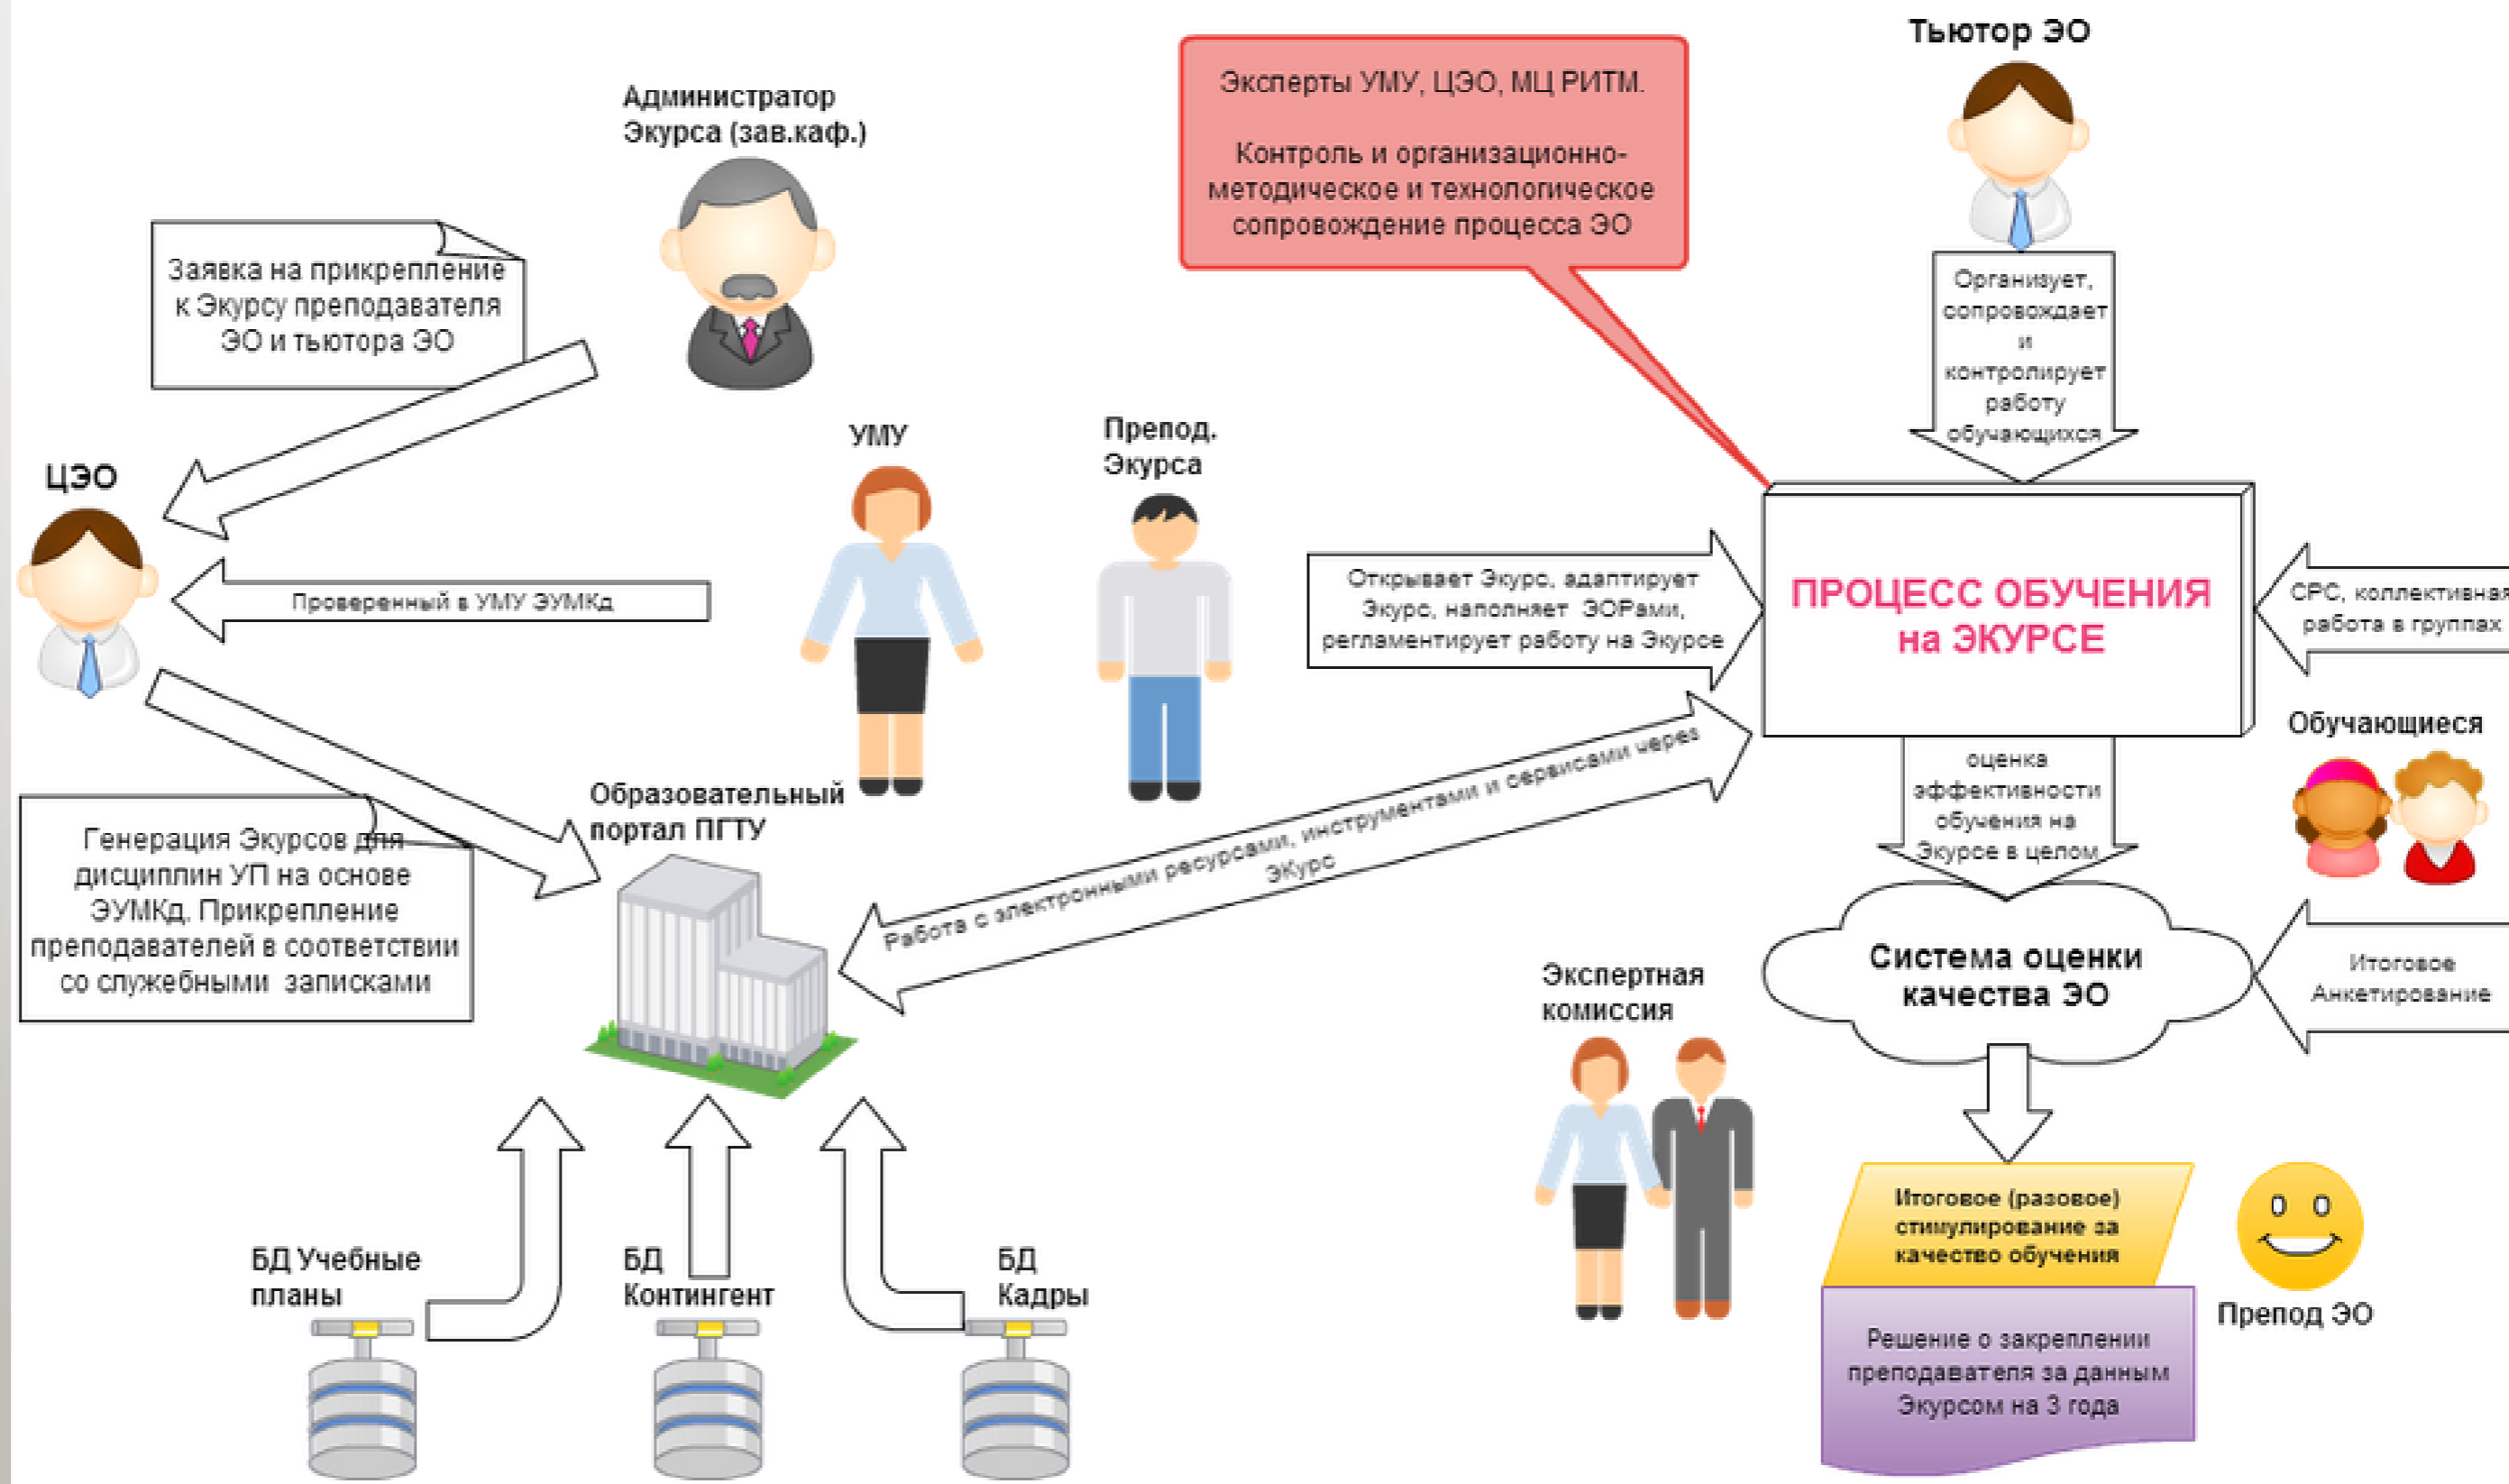 Тьютор ЭО
Эксперты УМУ, ЦЭО, МЦ РИТМ.
Контроль и организационно-
методическое и технологическое
сопровождение процесса ЭО
Администратор
Экурса (зав.каф.)
Заявка на прикрепление
к Экурсу преподавателя
ЭО и тьютора ЭО
Организует,
сопровождает
и
контролирует
работу
обучающихся
ЦЭО
УМУ
Препод.
Экурса
Проверенный в УМУ ЭУМКд
Открывает Экурс, адаптирует
Экурс, наполняет ЭОРами,
регламентирует работу на Экурсе
ПРОЦЕСС ОБУЧЕНИЯ
на ЭКУРСЕ
СРС, коллективная
работа в группах
Обучающиеся
Образовательный
портал ПГТУ
Генерация Экурсов для
дисциплин УП на основе
ЭУМКд. Прикрепление
преподавателей в соответствии
со служебными записками
Работа с электронными ресурсами, инструментами и сервисами через
ЭКурс
оценка
эффективности
обучения на
Экурсе в целом
Система оценки
качества ЭО
Итоговое
Анкетирование
Экспертная
комиссия
БД Учебные
планы
БД
Контингент
БД
Кадры
Итоговое (разовое)
стимулирование за
качество обучения
Препод ЭО
Решение о закреплении
преподавателя за данным
Экурсом на 3 года